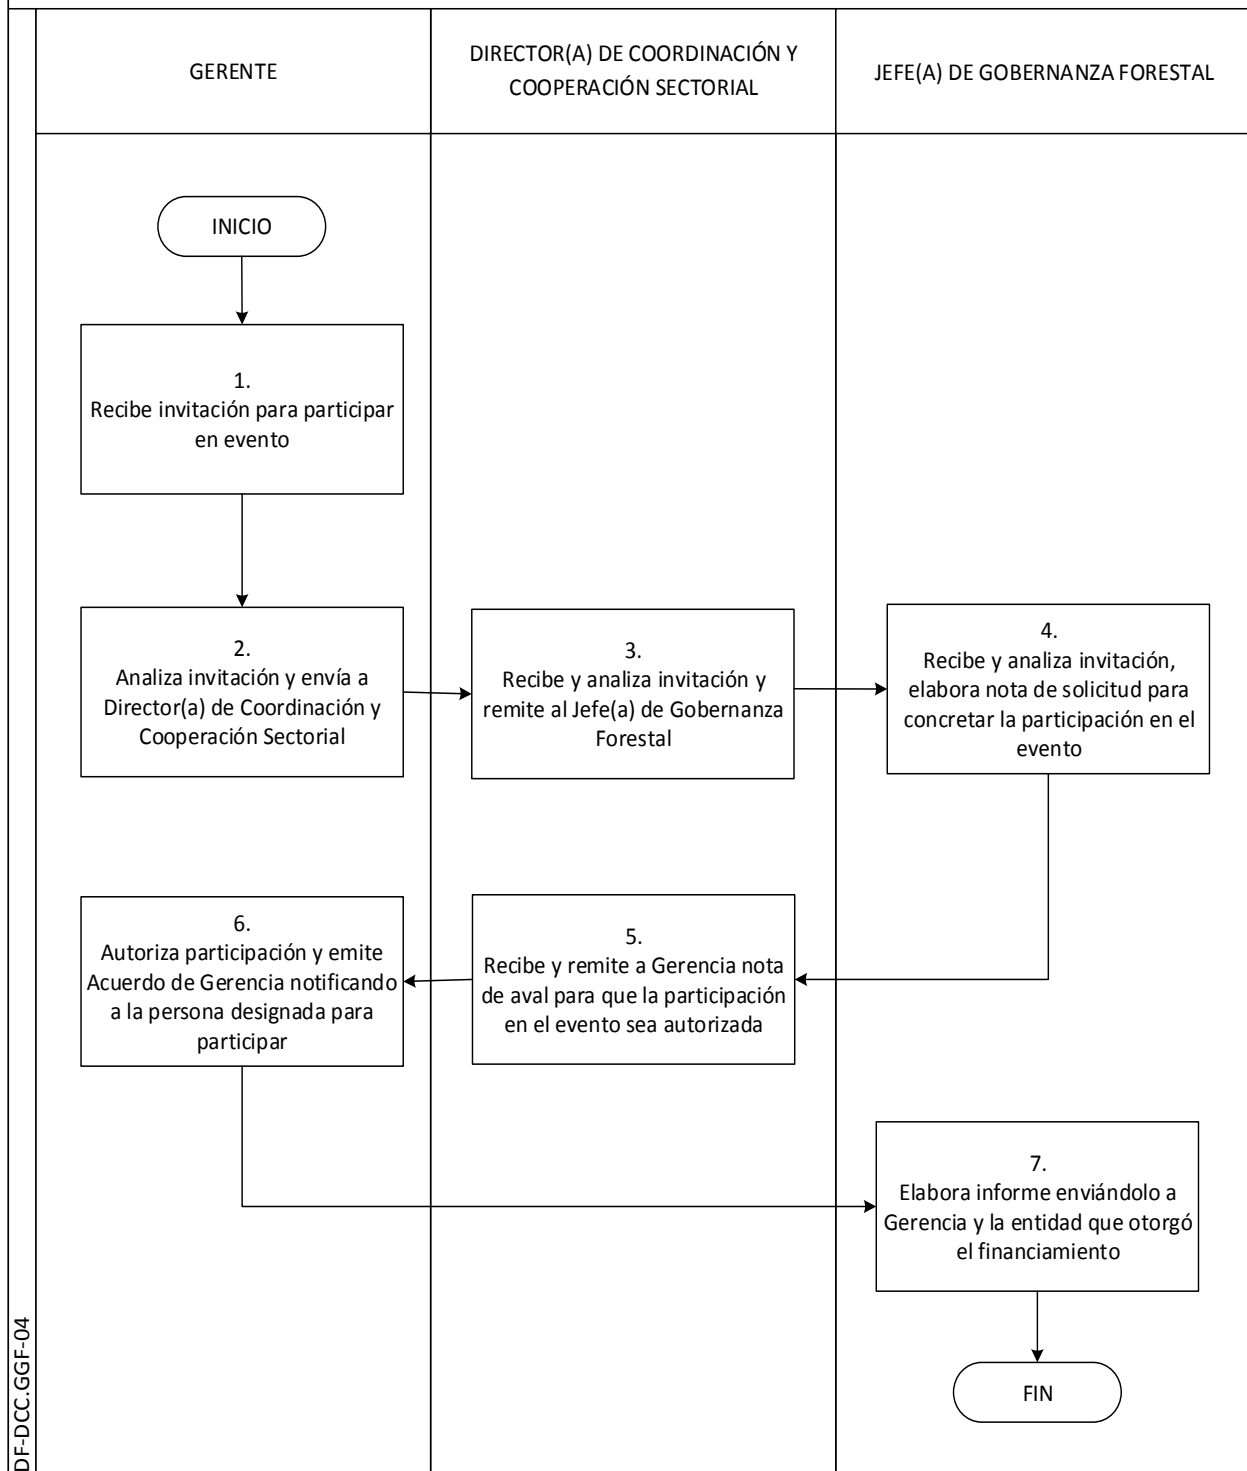 GERENTE
DIRECTOR(A) DE COORDINACIÓN Y
COOPERACIÓN SECTORIAL
JEFE(A) DE GOBERNANZA FORESTAL
INICIO
1.
Recibe invitación para participar
en evento
2.
Analiza invitación y envía a
Director(a) de Coordinación y
Cooperación Sectorial
3.
Recibe y analiza invitación y
remite al Jefe(a) de Gobernanza
Forestal
4.
Recibe y analiza invitación,
elabora nota de solicitud para
concretar la participación en el
evento
5.
Recibe y remite a Gerencia nota
de aval para que la participación
en el evento sea autorizada
6.
Autoriza participación y emite
Acuerdo de Gerencia notificando
a la persona designada para
participar
7.
Elabora informe enviándolo a
Gerencia y la entidad que otorgó
el financiamiento
FIN
DF-DCC.GGF-04